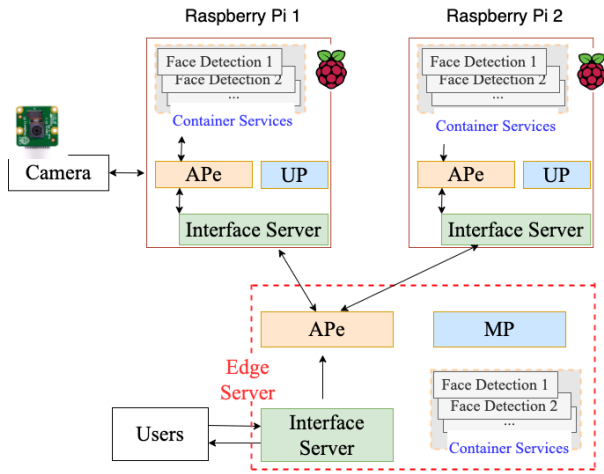 Raspberry Pi 1
Raspberry Pi 2
Face Detection 1
Face Detection 2
...
Container Services
Face Detection 1
Face Detection 2
...
Container Services
Camera
APe
UP
APe
UP
Interface Server
Interface Server
APe
MP
Edge
Server
Face Detection 1
Face Detection 2
...
Container Services
Users
Interface
Server